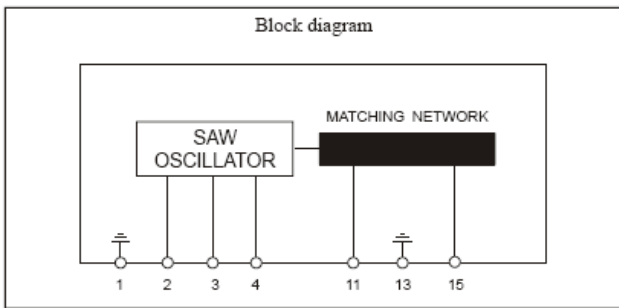 Block diagram
MATCHING NETWORK
SAW
OSCILLATOR
1 2 3 4 11 13 15